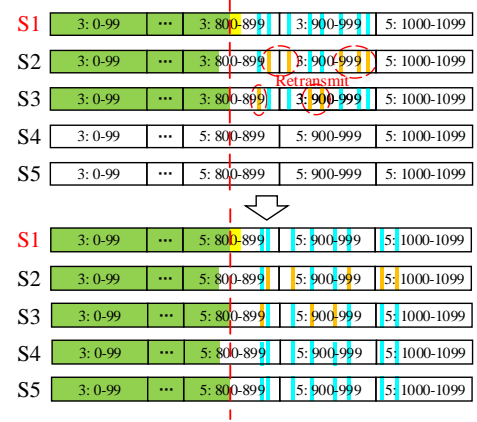 S1 3: 0-99 ... 3: 800-899 3: 900-999 5: 1000-1099
S2 3: 0-99 ... 3: 800-899 3: 900-999 5: 1000-1099
Retransmit
S3 3: 0-99 ... 3: 800-899 3: 900-999 5: 1000-1099
S4 3: 0-99 ... 5: 800-899 5: 900-999 5: 1000-1099
S5 3: 0-99 ... 5: 800-899 5: 900-999 5: 1000-1099
S1 3: 0-99 ... 5: 800-899 5: 900-999 5: 1000-1099
S2 3: 0-99 ... 5: 800-899 5: 900-999 5: 1000-1099
S3 3: 0-99 ... 5: 800-899 5: 900-999 5: 1000-1099
S4 3: 0-99 ... 5: 800-899 5: 900-999 5: 1000-1099
S5 3: 0-99 ... 5: 800-899 5: 900-999 5: 1000-1099